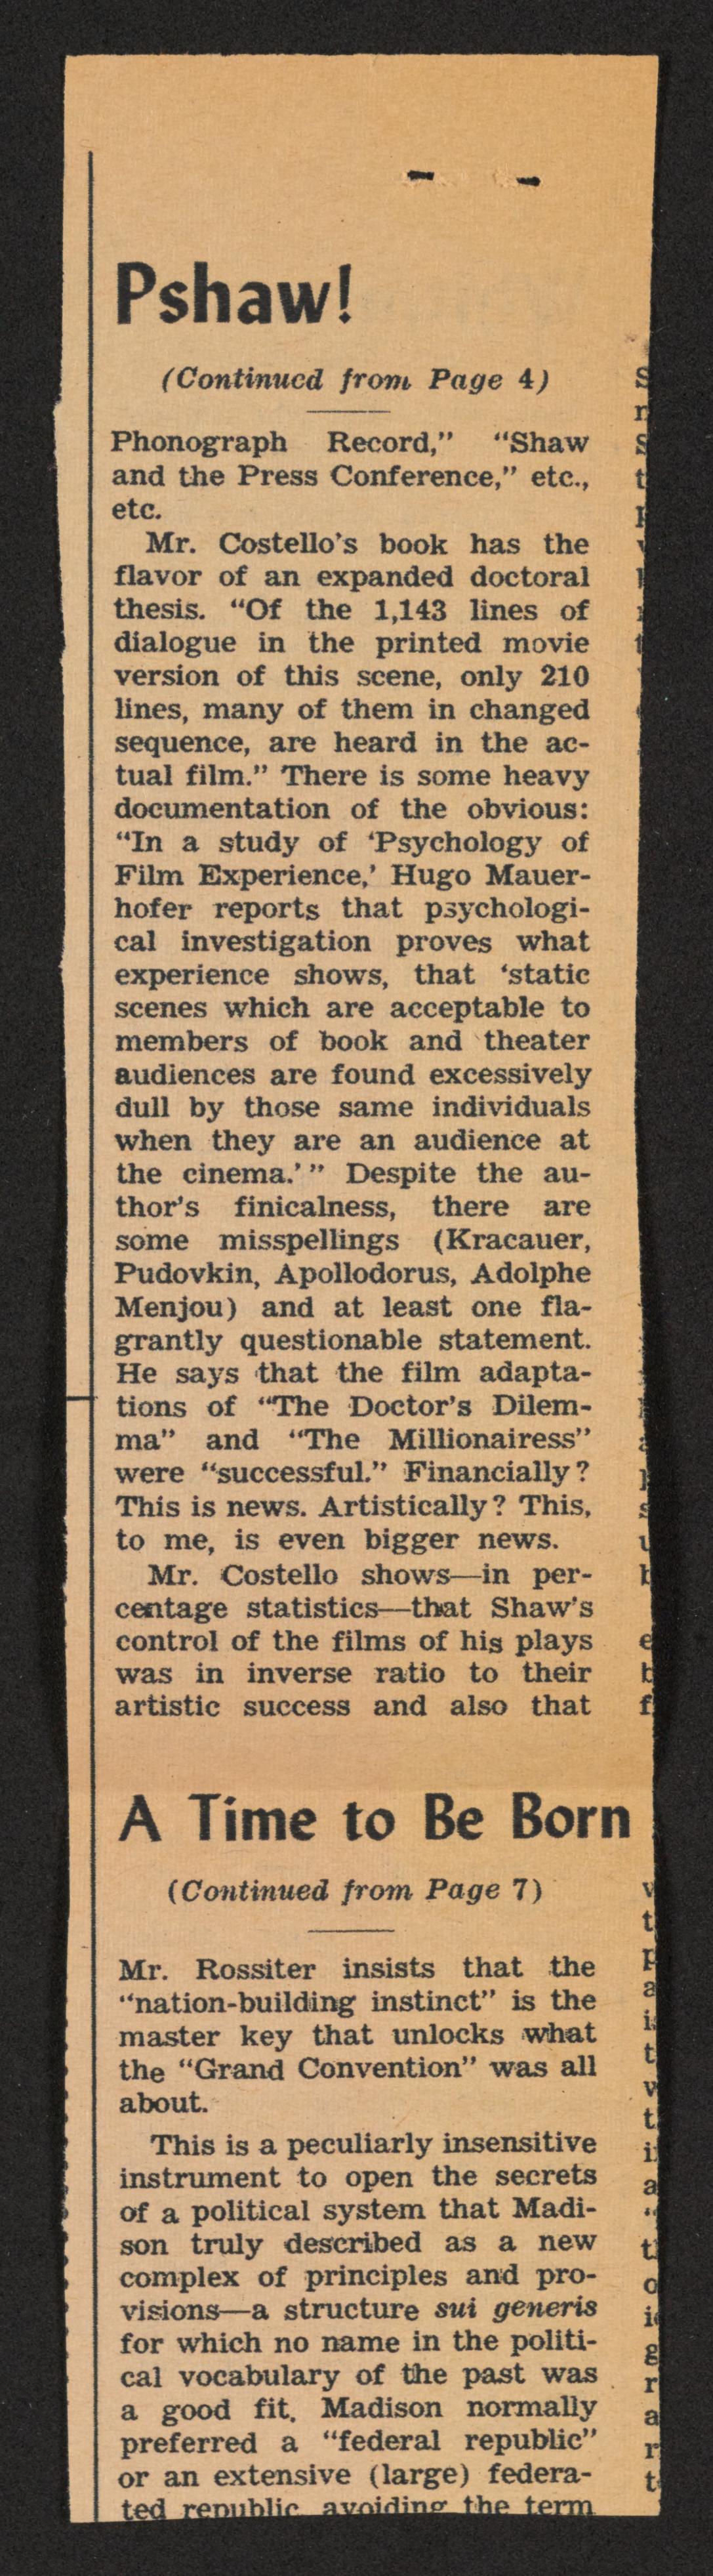 Pshaw!
(Continued from Page 4)
Phonograph Record,” “Shaw
and the Press Conference,” etc.,
etc.
Mr. Costello’s book has the
flavor of an expanded doctoral
thesis. “Of the 1,143 lines of
dialogue in the printed movie
version of this scene, only 210
lines, many of them in changed
sequence, are heard in the ac-
tual film.” There is some heavy
documentation of the obvious:
“In a study of ‘Psychology of
Film Experience,’ Hugo Mauer-
hofer reports that psychologi-
cal investigation proves what
experience shows, that ‘static
scenes which are acceptable to
members of book and theater
audiences are found excessively
dull by those same individuals
when they are an audience at
the cinema.’ ” Despite the au-
thor’s finicalness, there are
some misspellings (Kracauer,
Pudovkin, Apollodorus, Adolphe
Menjou) and at least one fla-
grantly questionable statement.
He says that the film adapta-
tions of “The Doctor’s Dilem-
ma” and “The Millionairess”
were “successful.” Financially?
This is news. Artistically? This,
to me, is even bigger news.
Mr. Costello shows—in per-
centage statistics—that Shaw’s
control of the films of his plays
was in inverse ratio to their
artistic success and also that
A Time to Be Born
(Continued from Page 7)
Mr. Rossiter insists that the
“nation-building instinct” is the
master key that unlocks what
the “Grand Convention” was all
about.
This is a peculiarly insensitive
instrument to open the secrets
of a political system that Madi-
son truly described as a new
complex of principles and pro-
visions—a structure sui generis
for which no name in the politi-
cal vocabulary of the past was
a good fit. Madison normally
preferred a “federal republic”
or an extensive (large) federa-
ted republic, avoiding the term